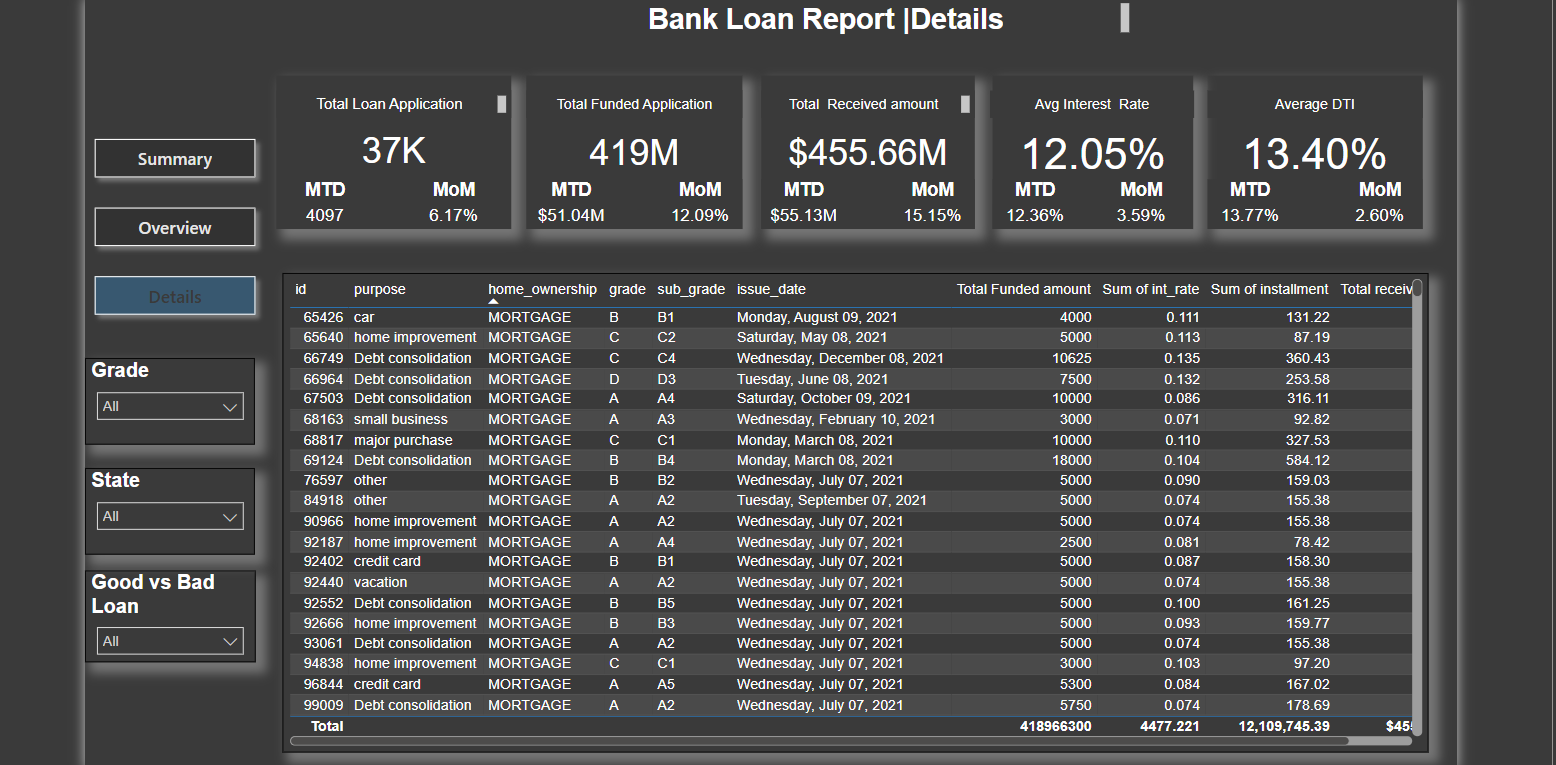 Bank Loan Report |Details
Total Loan Application
37K
MTD MoM
4097 6.17%
Total Funded Application
419M
MTD MoM
$51.04M 12.09%
Total Received amount
$455.66M
MTD MoM
$55.13M 15.15%
Avg Interest Rate
12.05%
MTD MoM
12.36% 3.59%
Average DTI
13.40%
MTD MoM
13.77% 2.60%
Summary
Overview
Details
Grade
All
State
All
Good vs Bad
Loan
All
id purpose home_ownership grade sub_grade issue_date Total Funded amount Sum of int_rate Sum of installment Total receiv
65426 car MORTGAGE B B1 Monday, August 09, 2021 4000 0.111 131.22
65640 home improvement MORTGAGE C C2 Saturday, May 08, 2021 5000 0.113 87.19
66749 Debt consolidation MORTGAGE C C4 Wednesday, December 08, 2021 10625 0.135 360.43
66964 Debt consolidation MORTGAGE D D3 Tuesday, June 08, 2021 7500 0.132 253.58
67503 Debt consolidation MORTGAGE A A4 Saturday, October 09, 2021 10000 0.086 316.11
68163 small business MORTGAGE A A3 Wednesday, February 10, 2021 3000 0.071 92.82
68817 major purchase MORTGAGE C C1 Monday, March 08, 2021 10000 0.110 327.53
69124 Debt consolidation MORTGAGE B B4 Monday, March 08, 2021 18000 0.104 584.12
76597 other MORTGAGE B B2 Wednesday, July 07, 2021 5000 0.090 159.03
84918 other MORTGAGE A A2 Tuesday, September 07, 2021 5000 0.074 155.38
90966 home improvement MORTGAGE A A2 Wednesday, July 07, 2021 5000 0.074 155.38
92187 home improvement MORTGAGE A A4 Wednesday, July 07, 2021 2500 0.081 78.42
92402 credit card MORTGAGE B B1 Wednesday, July 07, 2021 5000 0.087 158.30
92440 vacation MORTGAGE A A2 Wednesday, July 07, 2021 5000 0.074 155.38
92552 Debt consolidation MORTGAGE B B5 Wednesday, July 07, 2021 5000 0.100 161.25
92666 home improvement MORTGAGE B B3 Wednesday, July 07, 2021 5000 0.093 159.77
93061 Debt consolidation MORTGAGE A A2 Wednesday, July 07, 2021 5000 0.074 155.38
94838 home improvement MORTGAGE C C1 Wednesday, July 07, 2021 3000 0.103 97.20
96844 credit card MORTGAGE A A5 Wednesday, July 07, 2021 5300 0.084 167.02
99009 Debt consolidation MORTGAGE A A2 Wednesday, July 07, 2021 5750 0.074 178.69
Total 418966300 4477.221 12,109,745.39 $455